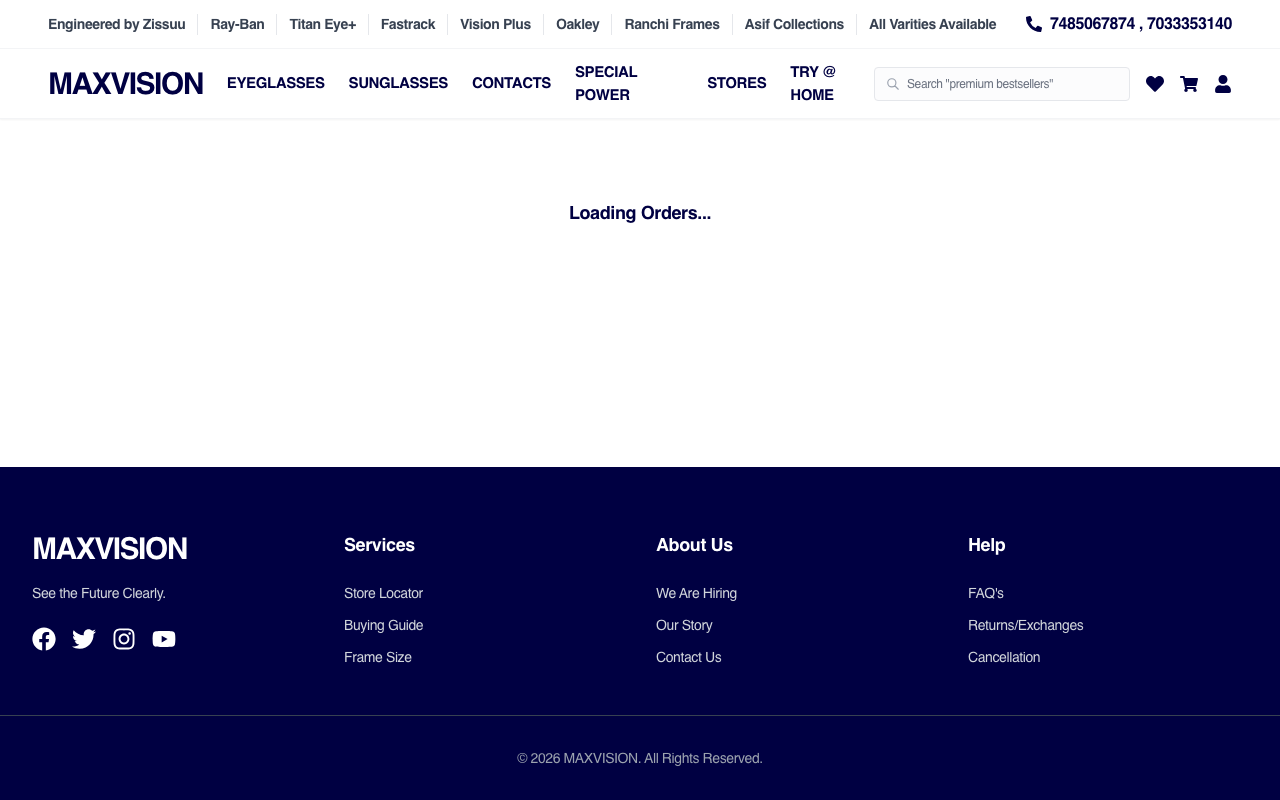 Engineered by Zissuu Ray-Ban Titan Eye+ Fastrack Vision Plus Oakley Ranchi Frames Asif Collections All Varities Available 7485067874 , 7033353140
MAXVISION EYEGLASSES SUNGLASSES CONTACTS SPECIAL POWER STORES TRY @ HOME Search "premium bestsellers"
Loading Orders...
MAXVISION
See the Future Clearly.
Services
Store Locator
Buying Guide
Frame Size
About Us
We Are Hiring
Our Story
Contact Us
Help
FAQ's
Returns/Exchanges
Cancellation
© 2026 MAXVISION. All Rights Reserved.